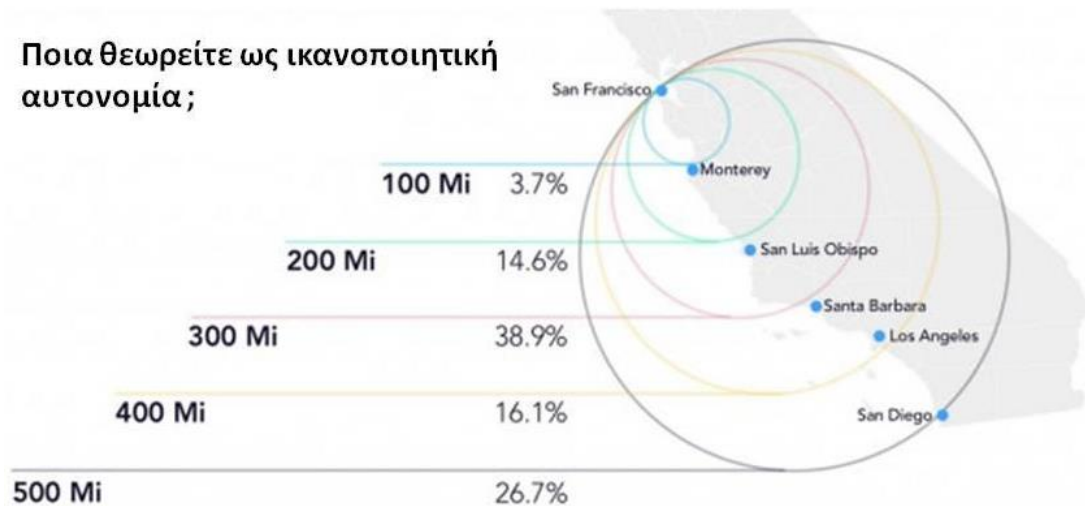 Ποια θεωρείτε ως ικανοποιητική
αυτονομία;
San Francisco
Monterey
100 Mi 3.7%
San Luis Obispo
200 Mi 14.6%
Santa Barbara
300 Mi 38.9%
Los Angeles
400 Mi 16.1%
San Diego
500 Mi 26.7%